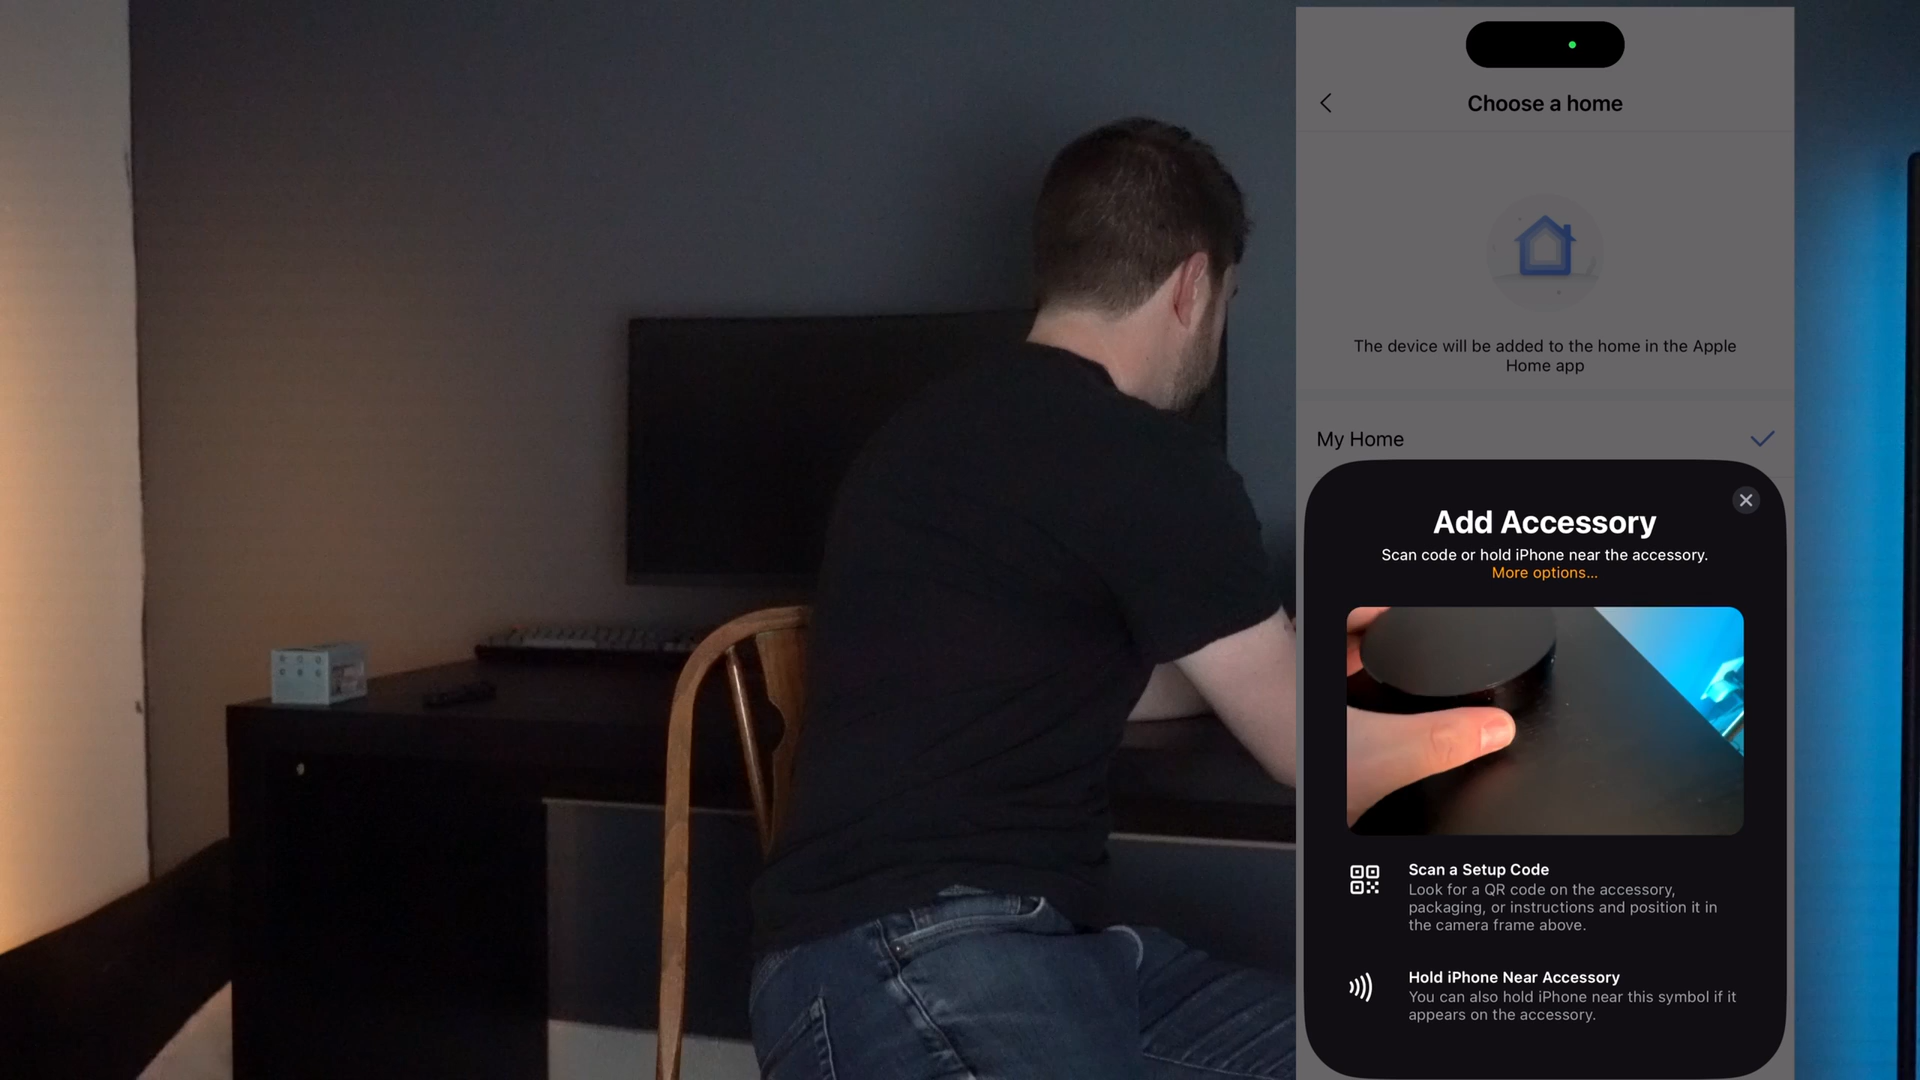 Choose a home
The device will be added to the home in the Apple
Home app
My Home
Add Accessory
Scan code or hold iPhone near the accessory.
More options...
Scan a Setup Code
Look for a QR code on the accessory,
packaging, or instructions and position it in
the camera frame above.
Hold iPhone Near Accessory
You can also hold iPhone near this symbol if it
appears on the accessory.